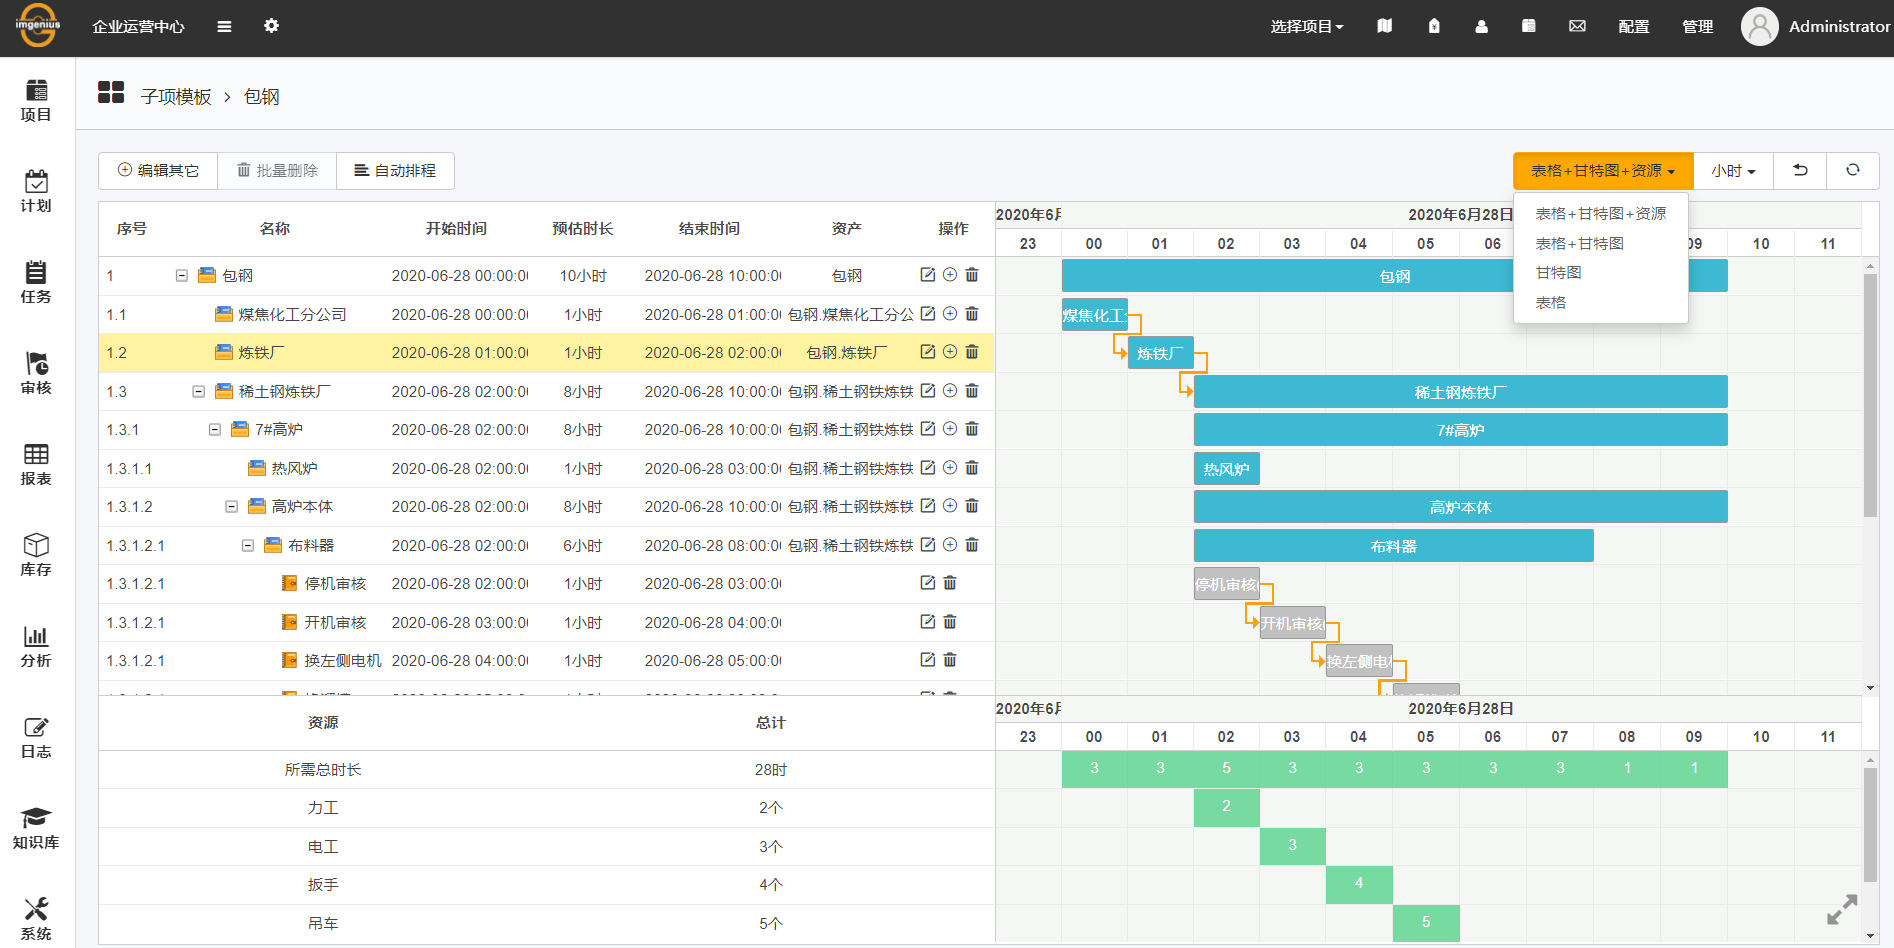 imgenius
企业运营中心
选择项目
配置
管理
Administrator
项目
计划
任务
审核
报表
库存
分析
日志
知识库
系统
子项模板 > 包钢
编辑其它
批量删除
自动排程
表格+甘特图+资源
小时
表格+甘特图+资源
表格+甘特图
甘特图
表格
序号 名称 开始时间 预估时长 结束时间 资产 操作
1 包钢 2020-06-28 00:00:00 10小时 2020-06-28 10:00:00 包钢
1.1 煤焦化工分公司 2020-06-28 00:00:00 1小时 2020-06-28 01:00:00 包钢.煤焦化工分公
1.2 炼铁厂 2020-06-28 01:00:00 1小时 2020-06-28 02:00:00 包钢.炼铁厂
1.3 稀土钢炼铁厂 2020-06-28 02:00:00 8小时 2020-06-28 10:00:00 包钢.稀土钢铁炼铁
1.3.1 7#高炉 2020-06-28 02:00:00 8小时 2020-06-28 10:00:00 包钢.稀土钢铁炼铁
1.3.1.1 热风炉 2020-06-28 02:00:00 1小时 2020-06-28 03:00:00 包钢.稀土钢铁炼铁
1.3.1.2 高炉本体 2020-06-28 02:00:00 8小时 2020-06-28 10:00:00 包钢.稀土钢铁炼铁
1.3.1.2.1 布料器 2020-06-28 02:00:00 6小时 2020-06-28 08:00:00 包钢.稀土钢铁炼铁
1.3.1.2.1 停机审核 2020-06-28 02:00:00 1小时 2020-06-28 03:00:00
1.3.1.2.1 开机审核 2020-06-28 03:00:00 1小时 2020-06-28 04:00:00
1.3.1.2.1 换左侧电机 2020-06-28 04:00:00 1小时 2020-06-28 05:00:00
2020年6月 2020年6月28日
23 00 01 02 03 04 05 06 09 10 11
包钢
煤焦化工
炼铁厂
稀土钢炼铁厂
7#高炉
热风炉
高炉本体
布料器
停机审核
开机审核
换左侧电机
资源 总计
所需总时长 28时
力工 2个
电工 3个
扳手 4个
吊车 5个
2020年6月 2020年6月28日
23 00 01 02 03 04 05 06 07 08 09 10 11
3 3 5 3 3 3 3 3 1 1
2
3
4
5